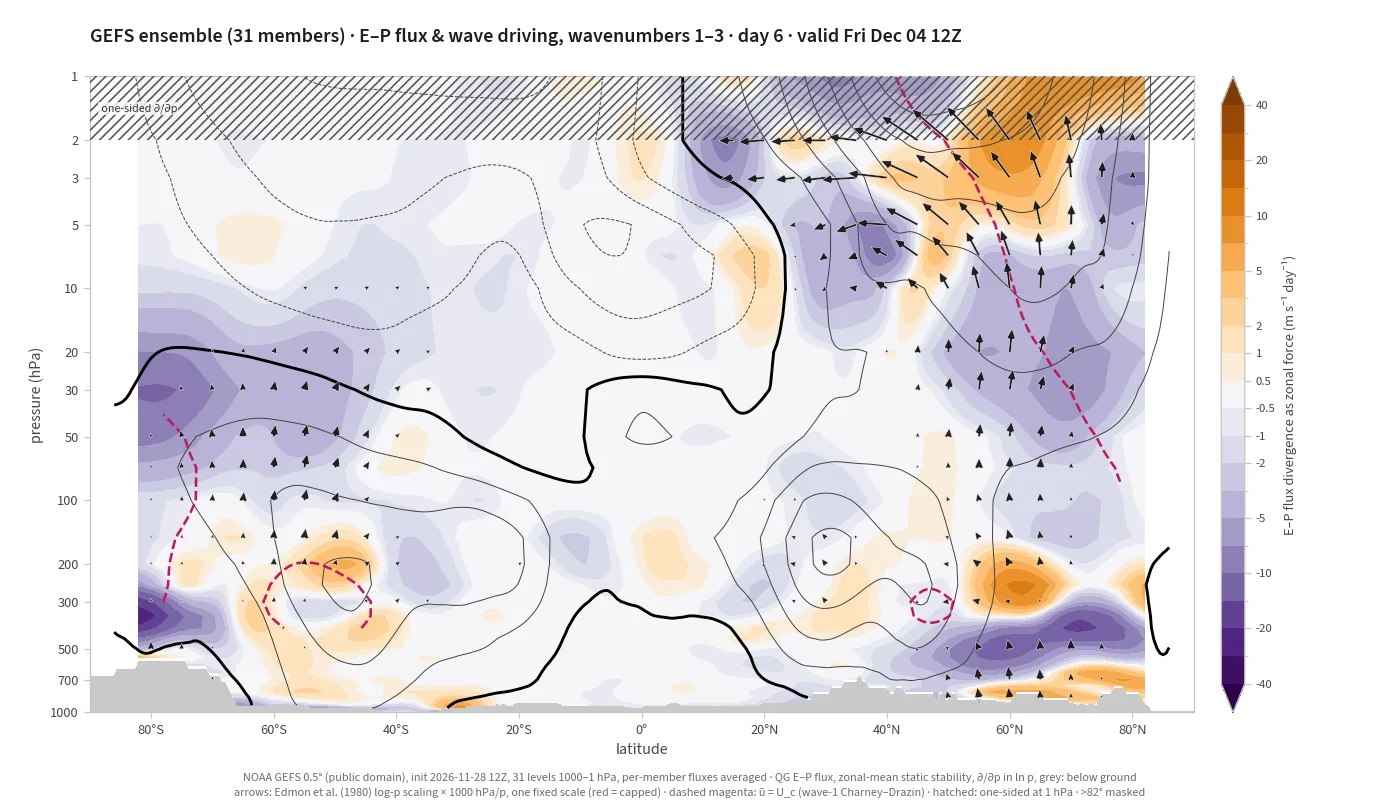 GEFS ensemble (31 members) · E–P flux & wave driving, wavenumbers 1–3 · day 6 · valid Fri Dec 04 12Z
one-sided ∂/∂p
pressure (hPa)
1
2
3
5
10
20
30
50
100
200
300
500
700
1000
80°S
60°S
40°S
20°S
0°
20°N
40°N
60°N
80°N
latitude
40
20
10
5
2
1
0.5
-0.5
-1
-2
-5
-10
-20
-40
E–P flux divergence as zonal force (m s⁻¹ day⁻¹)
NOAA GEFS 0.5° (public domain), init 2026-11-28 12Z, 31 levels 1000–1 hPa, per-member fluxes averaged · QG E–P flux, zonal-mean static stability, ∂/∂p in ln p, grey: below ground
arrows: Edmon et al. (1980) log-p scaling × 1000 hPa/p, one fixed scale (red = capped) · dashed magenta: ū = U_c (wave-1 Charney–Drazin) · hatched: one-sided at 1 hPa · >82° masked